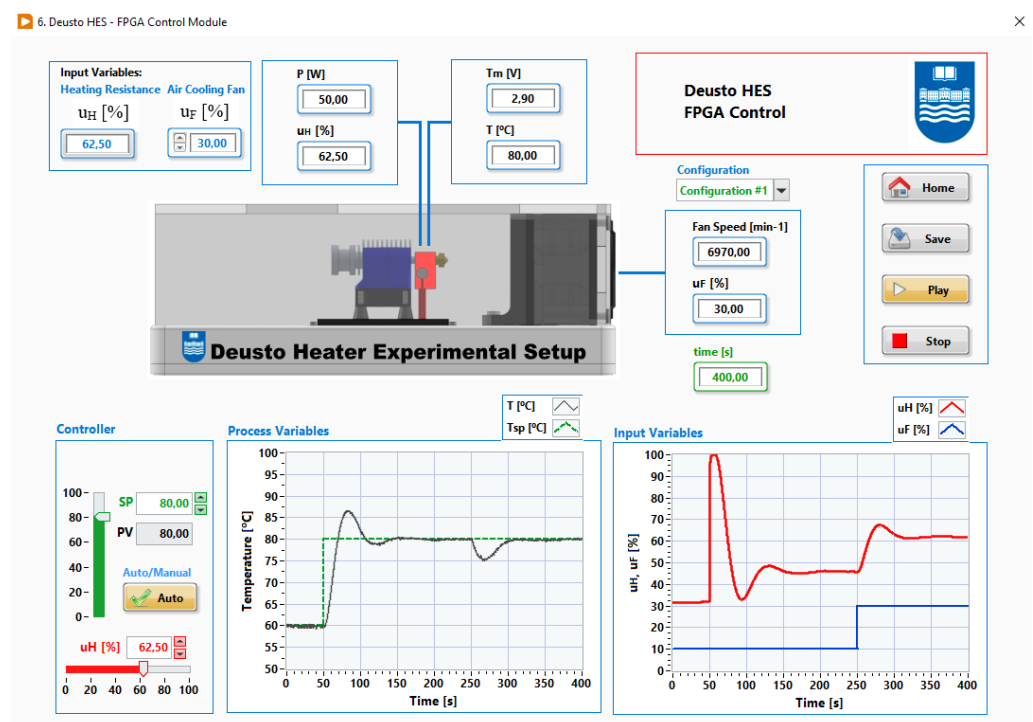 6. Deusto HES - FPGA Control Module
Input Variables:
Heating Resistance Air Cooling Fan
uH [%] uF [%]
62,50 30,00
P [W]
50,00
uH [%]
62,50
Tm [V]
2,90
T [ºC]
80,00
Deusto HES
FPGA Control
Configuration
Configuration #1
Fan Speed [min-1]
6970,00
uF [%]
30,00
time [s]
400,00
Home
Save
Play
Stop
Deusto Heater Experimental Setup
Controller
100
80
60
40
20
0
SP 80,00
PV 80,00
Auto/Manual
Auto
uH [%] 62,50
0 20 40 60 80 100
Process Variables
T [ºC]
Tsp [ºC]
Temperature [ºC]
100
95
90
85
80
75
70
65
60
55
50
0 50 100 150 200 250 300 350 400
Time [s]
Input Variables
uH [%]
uF [%]
uH, uF [%]
100
90
80
70
60
50
40
30
20
10
0
0 50 100 150 200 250 300 350 400
Time [s]